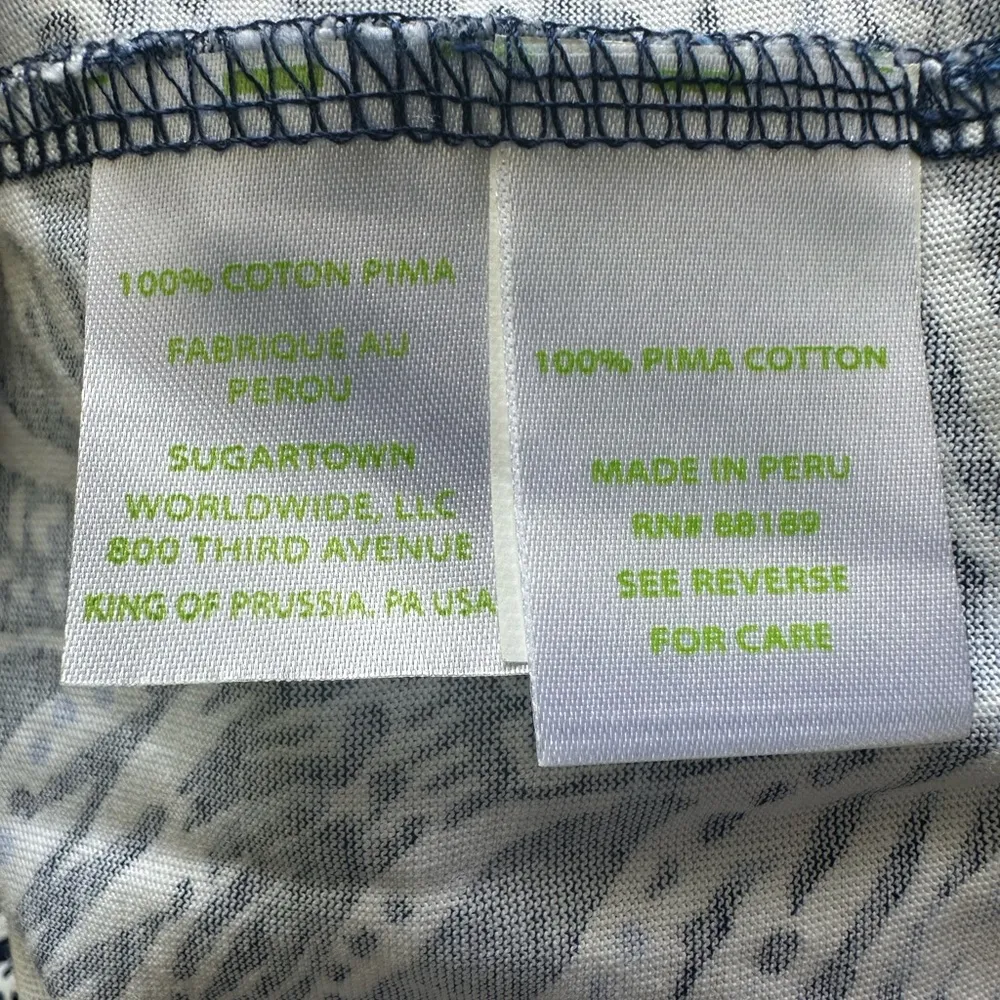 100% COTON PIMA
FABRIQUÉ AU
PEROU
SUGARTOWN
WORLDWIDE, LLC
800 THIRD AVENUE
KING OF PRUSSIA, PA USA
100% PIMA COTTON
MADE IN PERU
RN# 88189
SEE REVERSE
FOR CARE